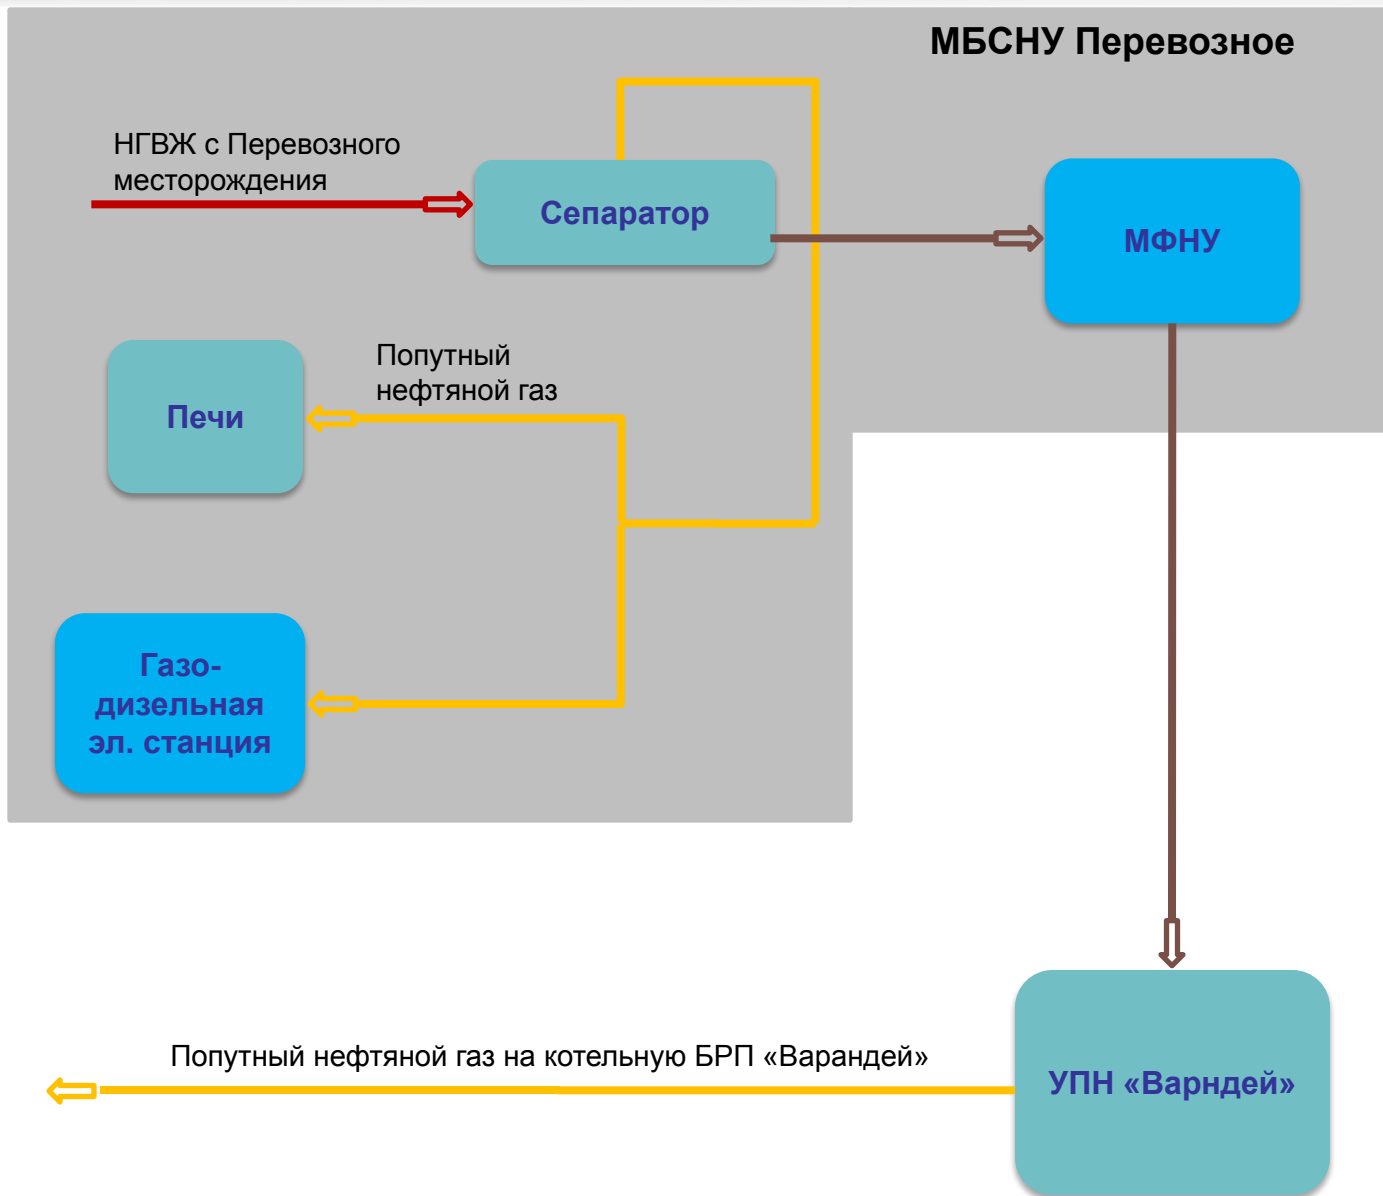 МБСНУ Перевозное
НГВЖ с Перевозного
месторождения
Сепаратор
МФНУ
Попутный
нефтяной газ
Печи
Газо-
дизельная
эл. станция
Попутный нефтяной газ на котельную БРП «Варандей»
УПН «Варндей»